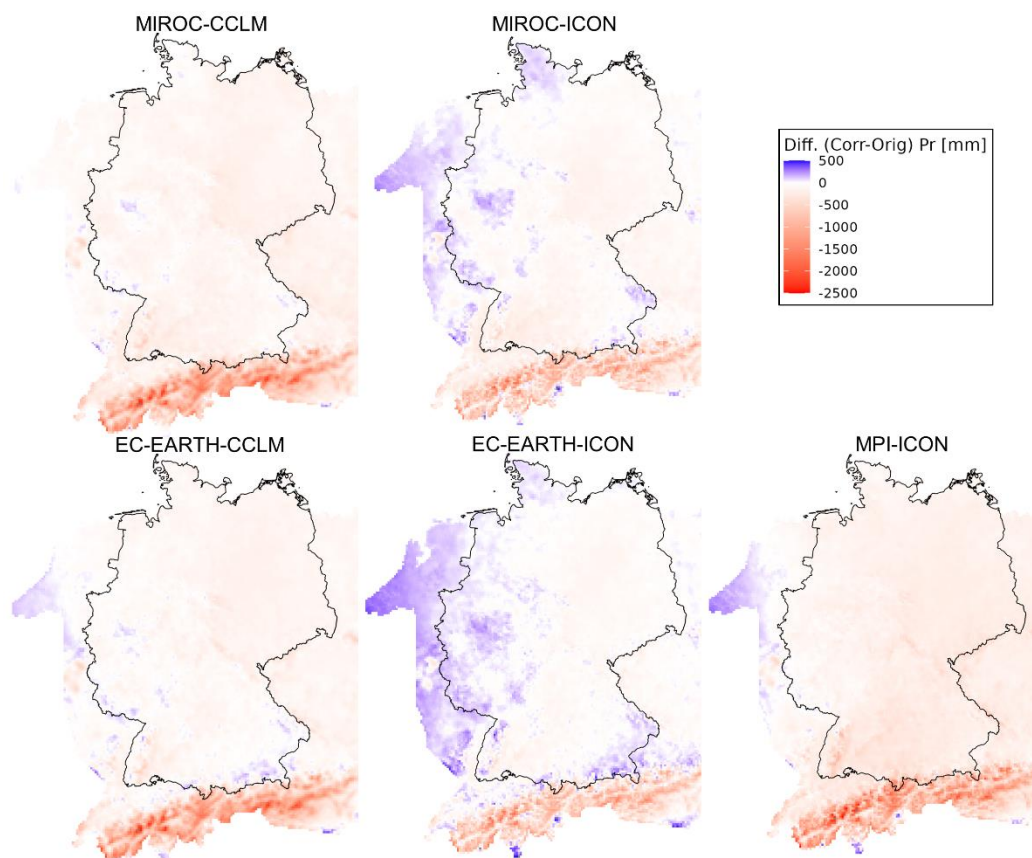 MIROC-CCLM
MIROC-ICON
Diff. (Corr-Orig) Pr [mm]
500
0
-500
-1000
-1500
-2000
-2500
EC-EARTH-CCLM
EC-EARTH-ICON
MPI-ICON